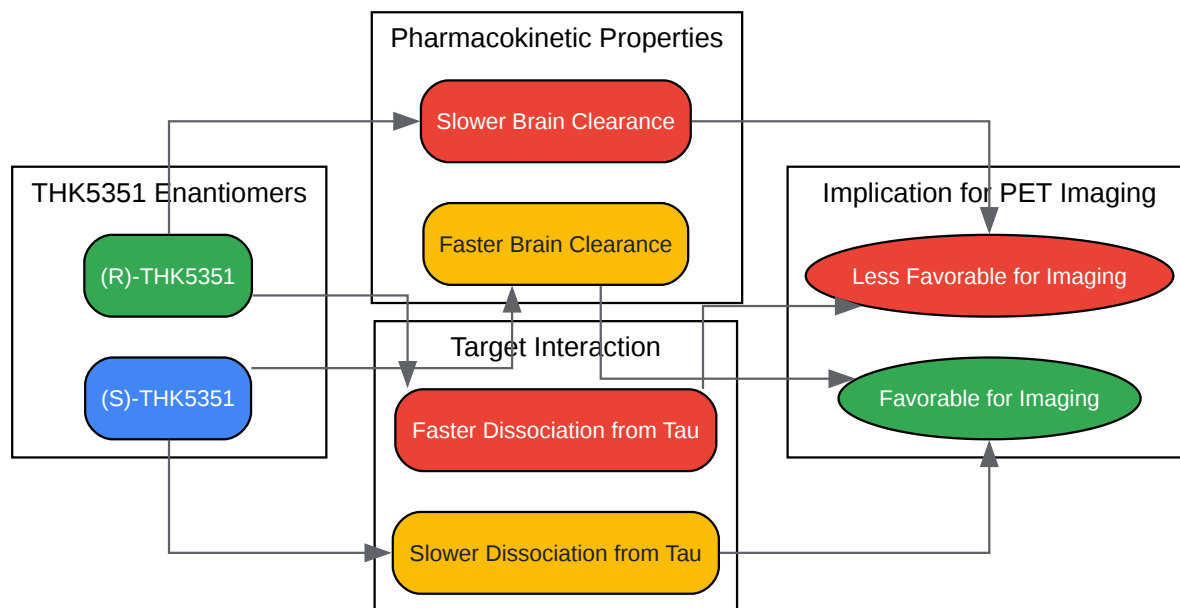 Pharmacokinetic Properties
Slower Brain Clearance
Faster Brain Clearance
THK5351 Enantiomers
(R)-THK5351
(S)-THK5351
Target Interaction
Faster Dissociation from Tau
Slower Dissociation from Tau
Implication for PET Imaging
Less Favorable for Imaging
Favorable for Imaging